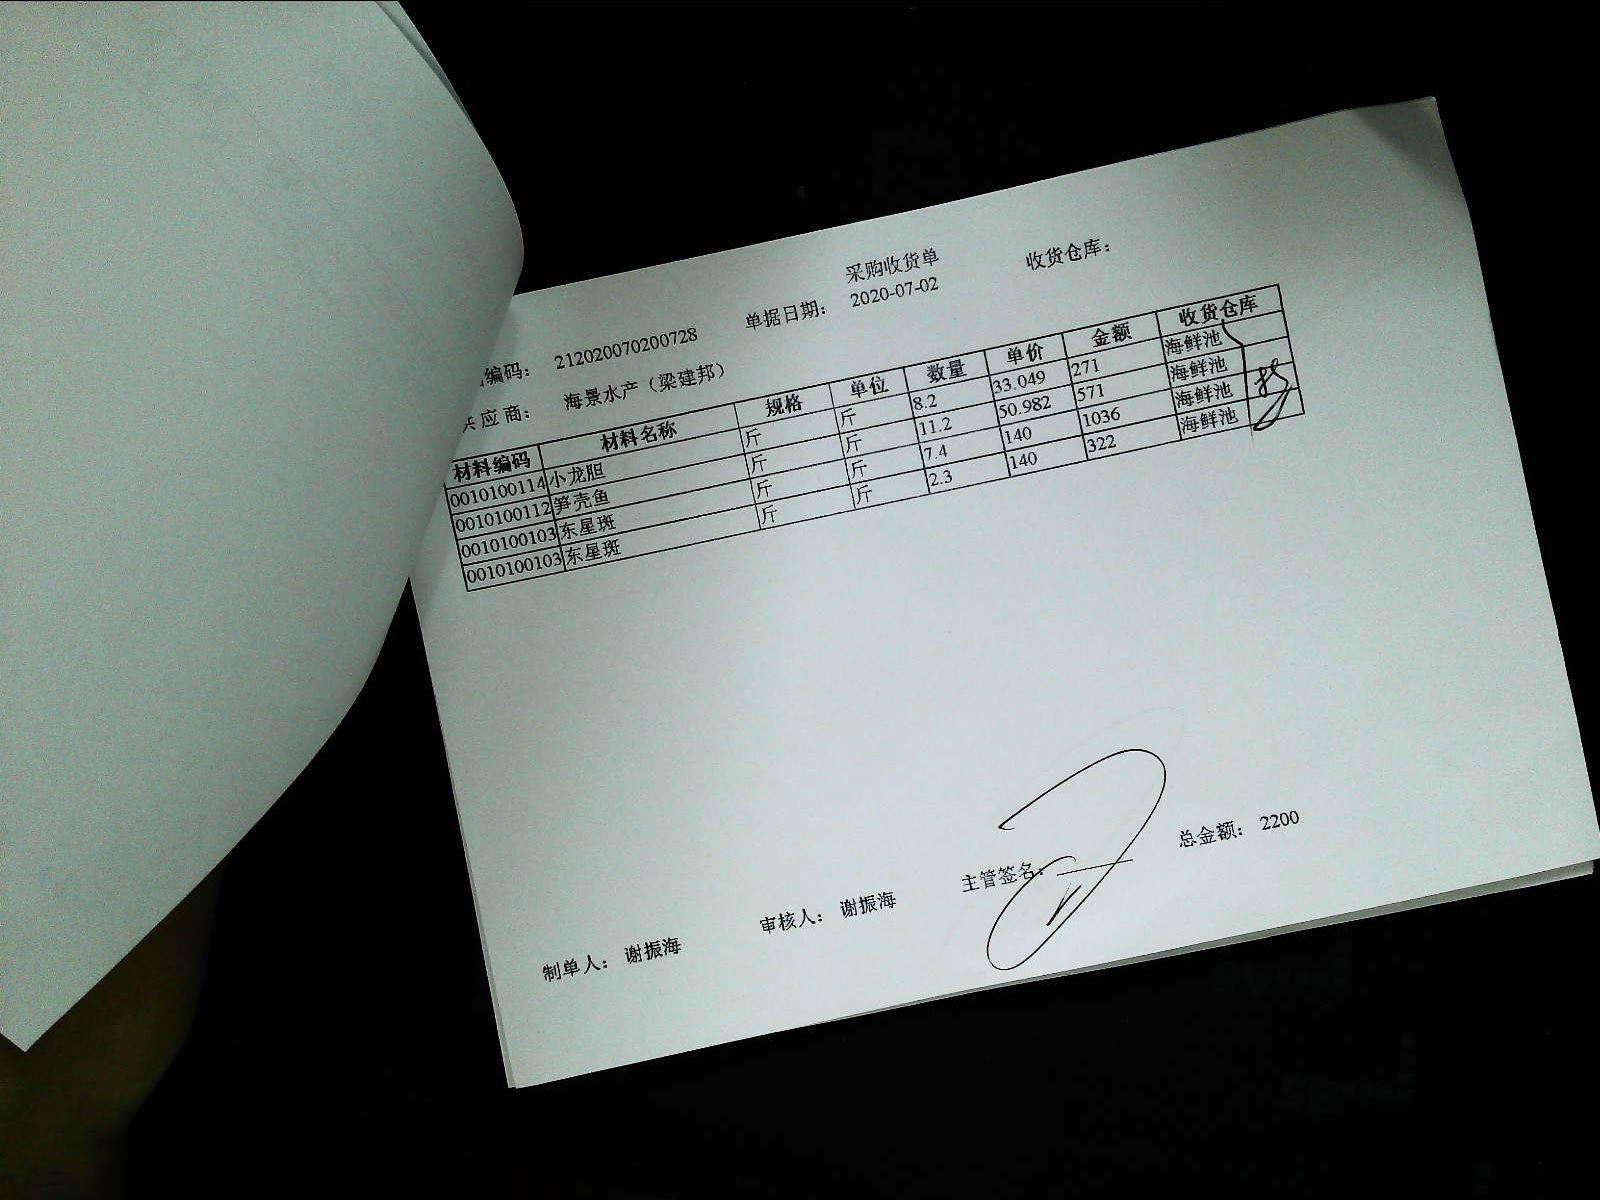 采购收货单
编码： 212020070200728 单据日期： 2020-07-02 收货仓库：
应商： 海景水产（梁建邦）
材料编码 材料名称 规格 单位 数量 单价 金额 收货仓库
0010100114 小龙胆 斤 斤 8.2 33.049 271 海鲜池
0010100112 笋壳鱼 斤 斤 11.2 50.982 571 海鲜池
0010100103 东星斑 斤 斤 7.4 140 1036 海鲜池
0010100103 东星斑 斤 斤 2.3 140 322 海鲜池
制单人： 谢振海 审核人： 谢振海 主管签名： 总金额： 2200